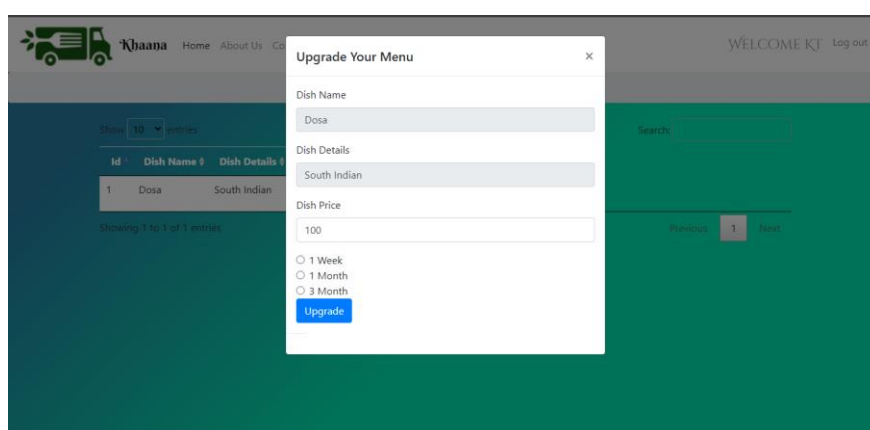 Khaana Home About Us Co
WELCOME KT Log out
Upgrade Your Menu ×
Dish Name
Dosa
Dish Details
South Indian
Dish Price
100
1 Week
1 Month
3 Month
Upgrade
Show 10 entries
Search:
Id Dish Name Dish Details
1 Dosa South Indian
Showing 1 to 1 of 1 entries
Previous 1 Next